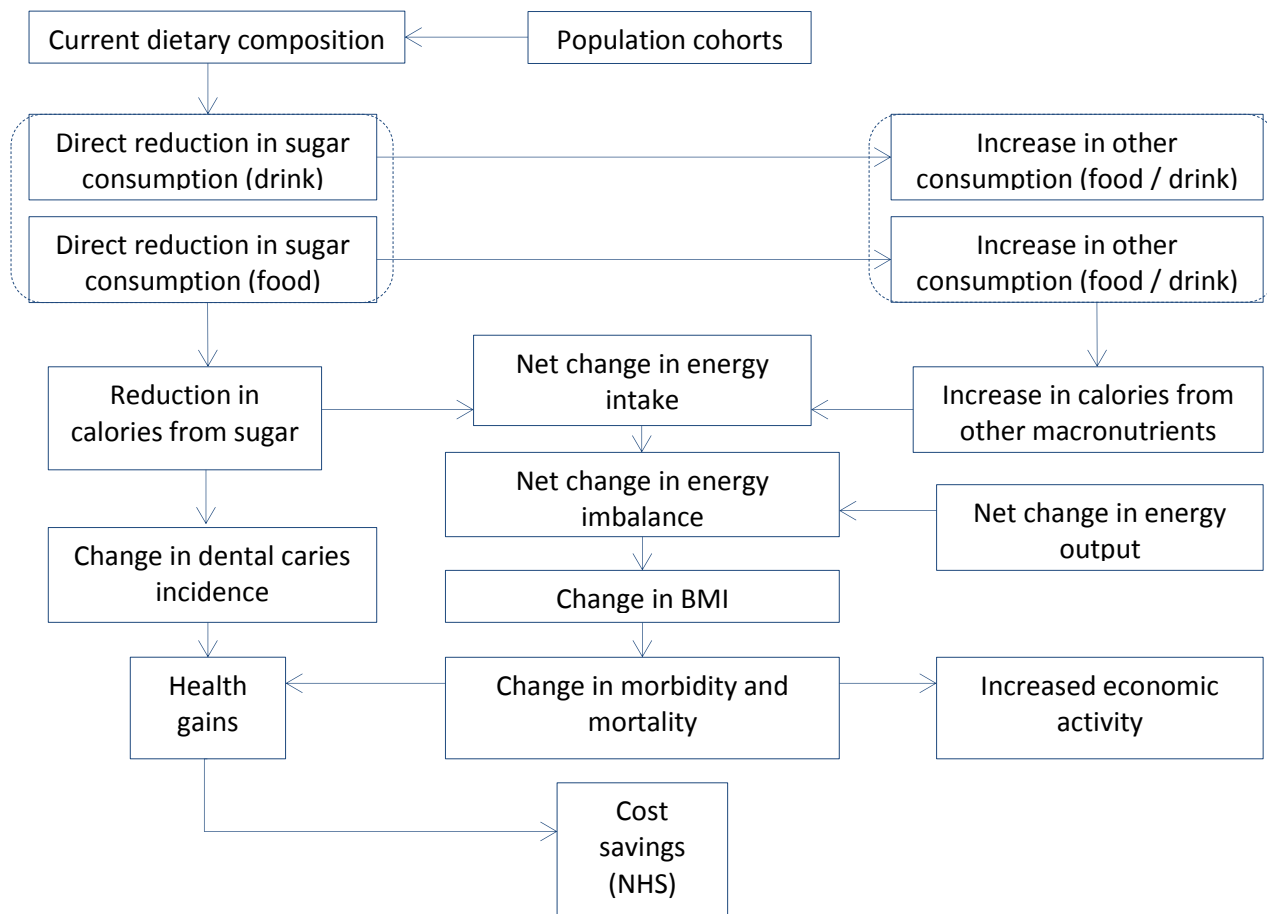 Current dietary composition
Population cohorts
Direct reduction in sugar
consumption (drink)
Increase in other
consumption (food / drink)
Direct reduction in sugar
consumption (food)
Increase in other
consumption (food / drink)
Reduction in
calories from sugar
Net change in energy
intake
Increase in calories from
other macronutrients
Net change in energy
imbalance
Net change in energy
output
Change in dental caries
incidence
Change in BMI
Health
gains
Change in morbidity and
mortality
Increased economic
activity
Cost
savings
(NHS)